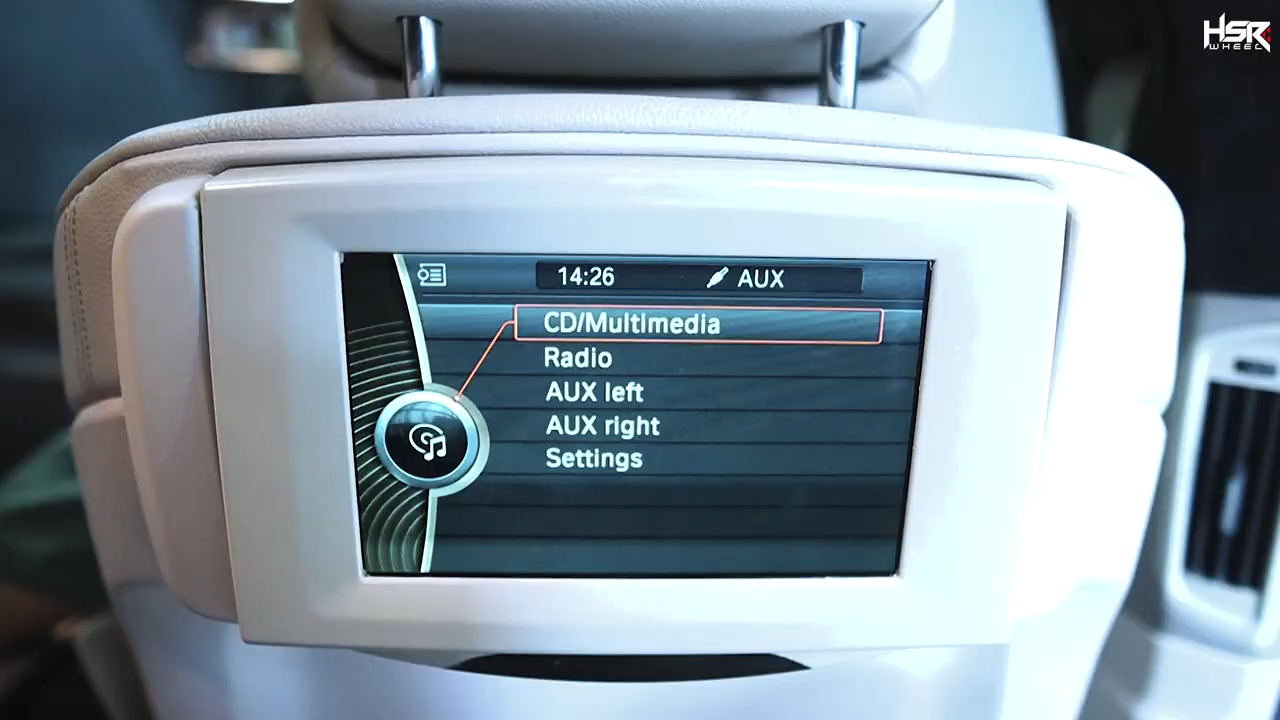 HSR
WHEEL
14:26 AUX
CD/Multimedia
Radio
AUX left
AUX right
Settings